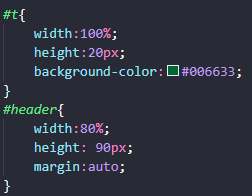 #t{
    width:100%;
    height:20px;
    background-color:#006633;
}
#header{
    width:80%;
    height: 90px;
    margin:auto;
}